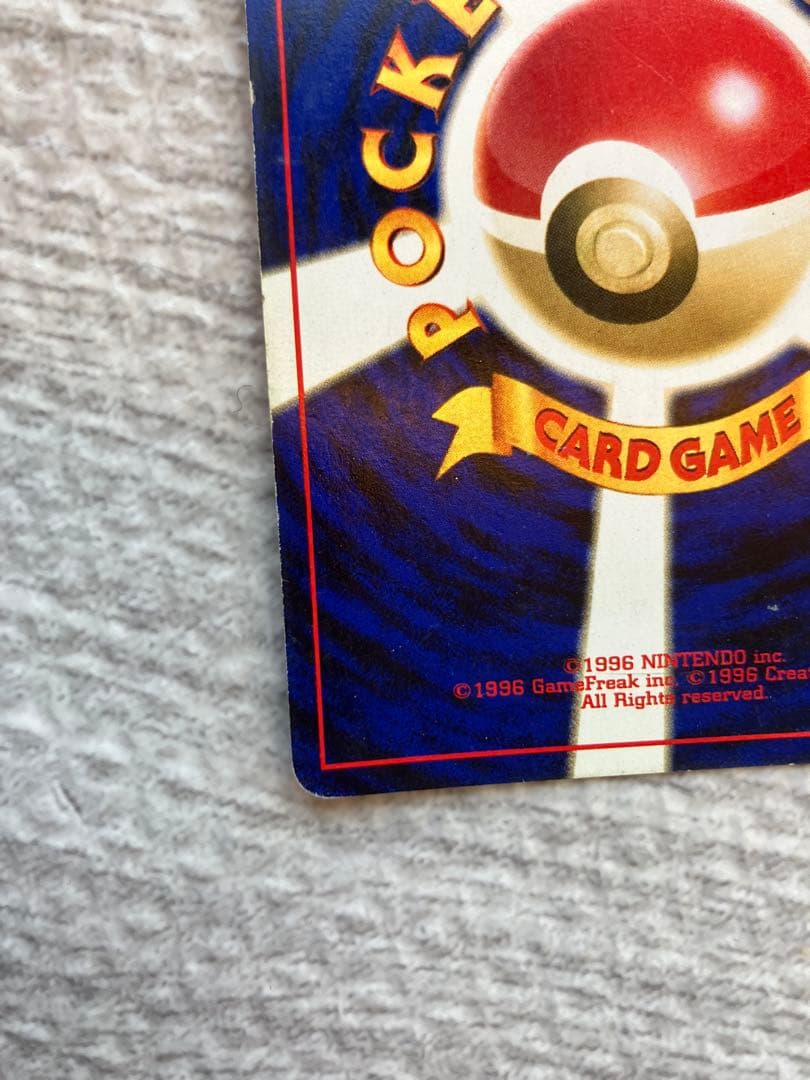 POCKE
CARD GAME
©1996 NINTENDO inc.
©1996 GameFreak inc. ©1996 Creat
All Rights reserved.